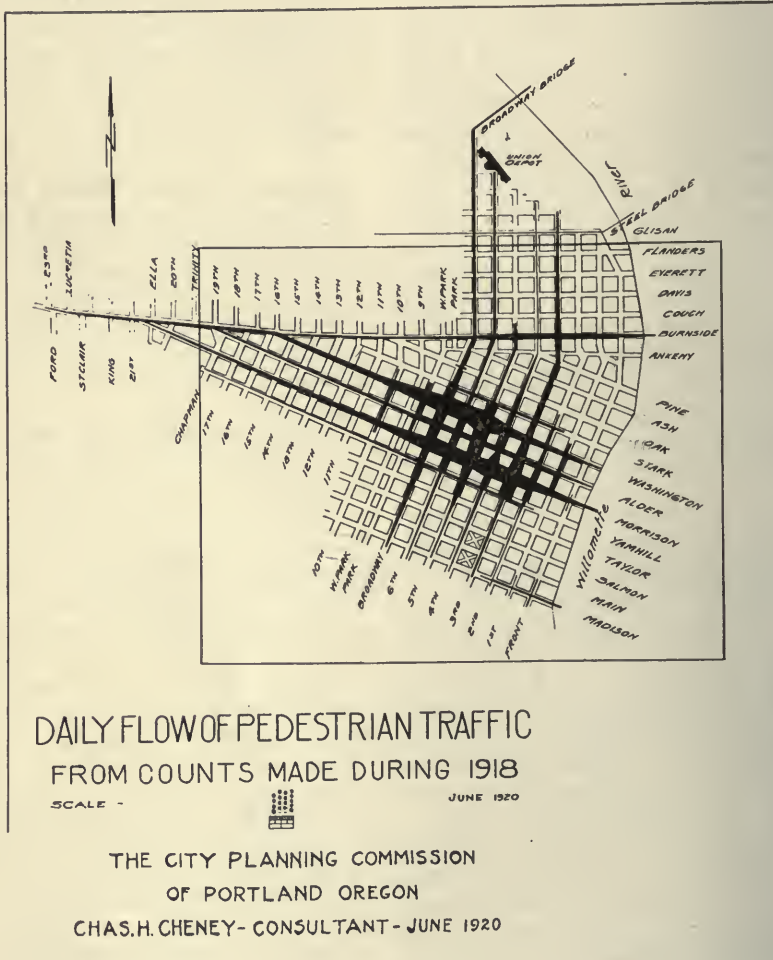 BROADWAY BRIDGE
UNION
DEPOT
River
STEEL BRIDGE
GLISAN
FLANDERS
EVERETT
DAVIS
COUCH
BURNSIDE
ANKENY
PINE
ASH
OAK
STARK
WASHINGTON
ALDER
MORRISON
YAMHILL
TAYLOR
SALMON
MAIN
MADISON
Willamette
N
23RD
LUCRETIA
ELLA
20TH
TRINITY
19TH
18TH
17TH
16TH
15TH
14TH
13TH
12TH
11TH
10TH
9TH
W. PARK
PARK
FORD
ST CLAIR
KING
21ST
CHAPMAN
17TH
16TH
15TH
14TH
13TH
12TH
11TH
10TH
W. PARK
PARK
BROADWAY
6TH
5TH
4TH
3RD
2ND
1ST
FRONT
DAILY FLOW OF PEDESTRIAN TRAFFIC
FROM COUNTS MADE DURING 1918
SCALE -
JUNE 1920
THE CITY PLANNING COMMISSION
OF PORTLAND OREGON
CHAS. H. CHENEY - CONSULTANT - JUNE 1920